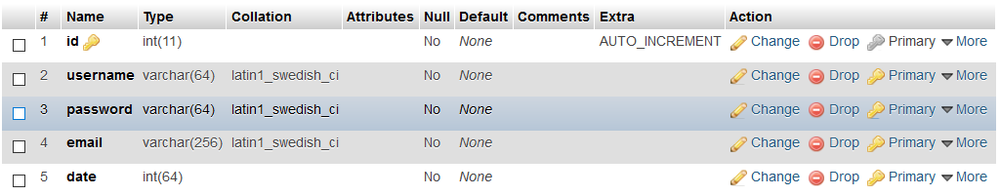 # Name Type Collation Attributes Null Default Comments Extra Action
1 id int(11) No None AUTO_INCREMENT Change Drop Primary More
2 username varchar(64) latin1_swedish_ci No None Change Drop Primary More
3 password varchar(64) latin1_swedish_ci No None Change Drop Primary More
4 email varchar(256) latin1_swedish_ci No None Change Drop Primary More
5 date int(64) No None Change Drop Primary More